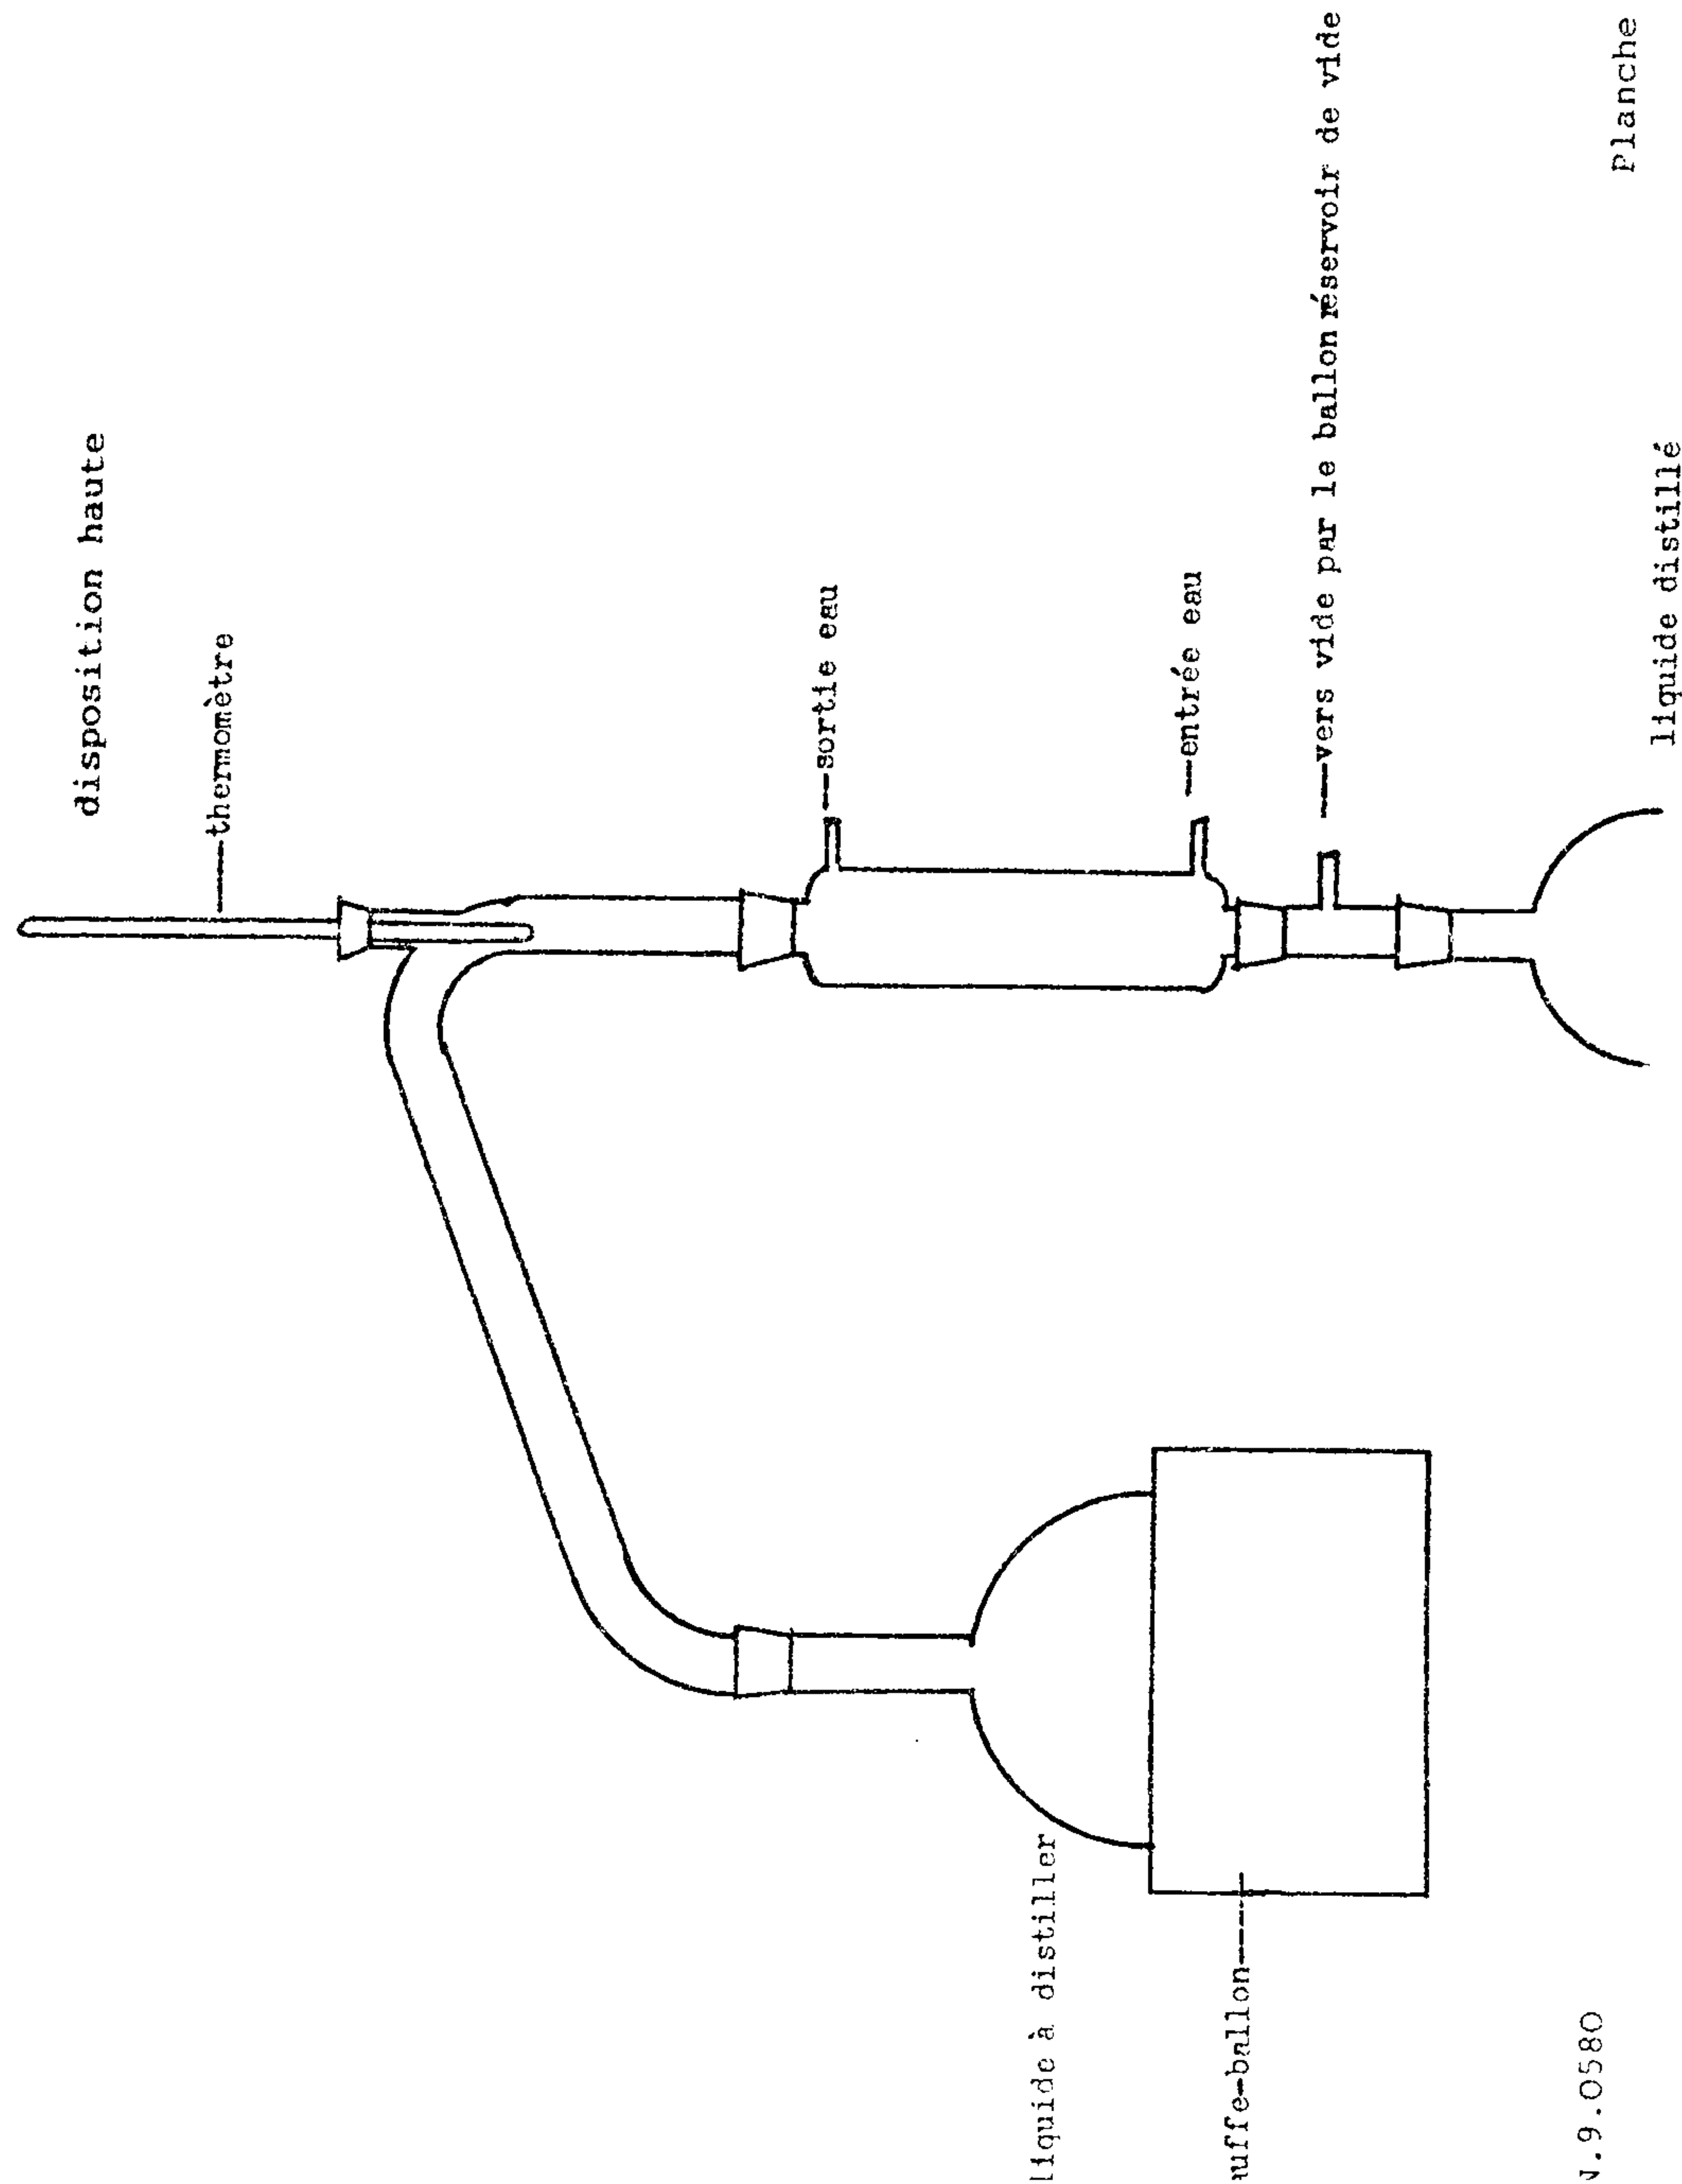 disposition haute
thermomètre
sortie eau
entrée eau
vers vide par le ballon réservoir de vide
liquide à distiller
uffe-ballon
liquide distillé
.9.0580
Planche